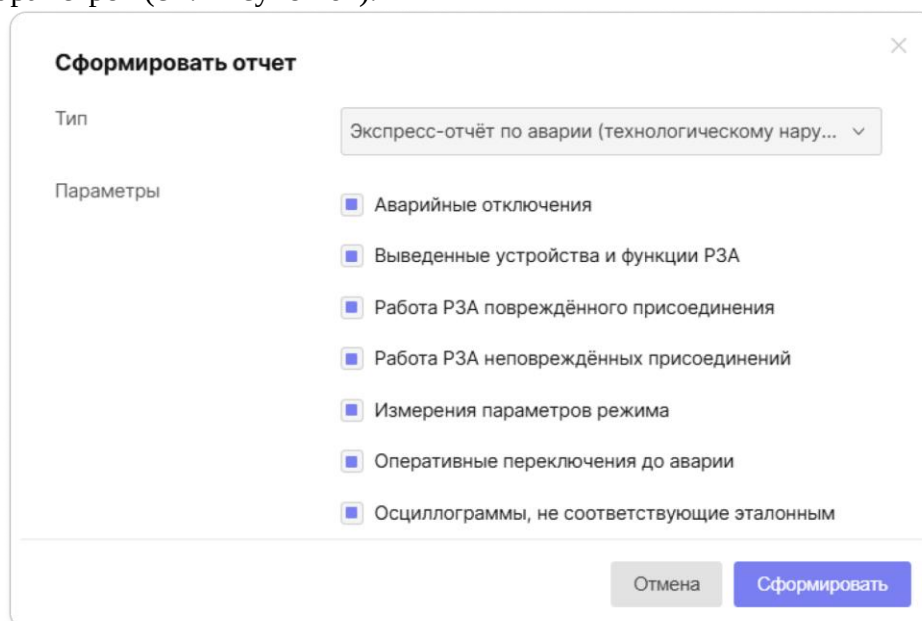 Сформировать отчет
Тип
Экспресс-отчёт по аварии (технологическому нару...
Параметры
Аварийные отключения
Выведенные устройства и функции РЗА
Работа РЗА повреждённого присоединения
Работа РЗА неповреждённых присоединений
Измерения параметров режима
Оперативные переключения до аварии
Осциллограммы, не соответствующие эталонным
Отмена
Сформировать